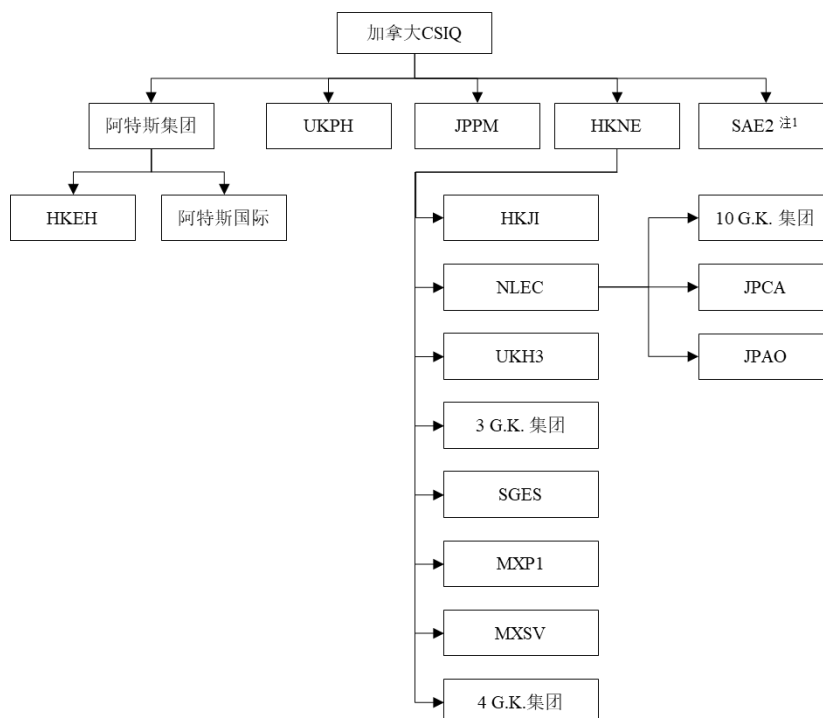 加拿大CSIQ
阿特斯集团
UKPH
JPPM
HKNE
SAE2 注1
HKEH
阿特斯国际
HKJI
10 G.K. 集团
NLEC
JPCA
UKH3
JPAO
3 G.K. 集团
SGES
MXP1
MXSV
4 G.K.集团